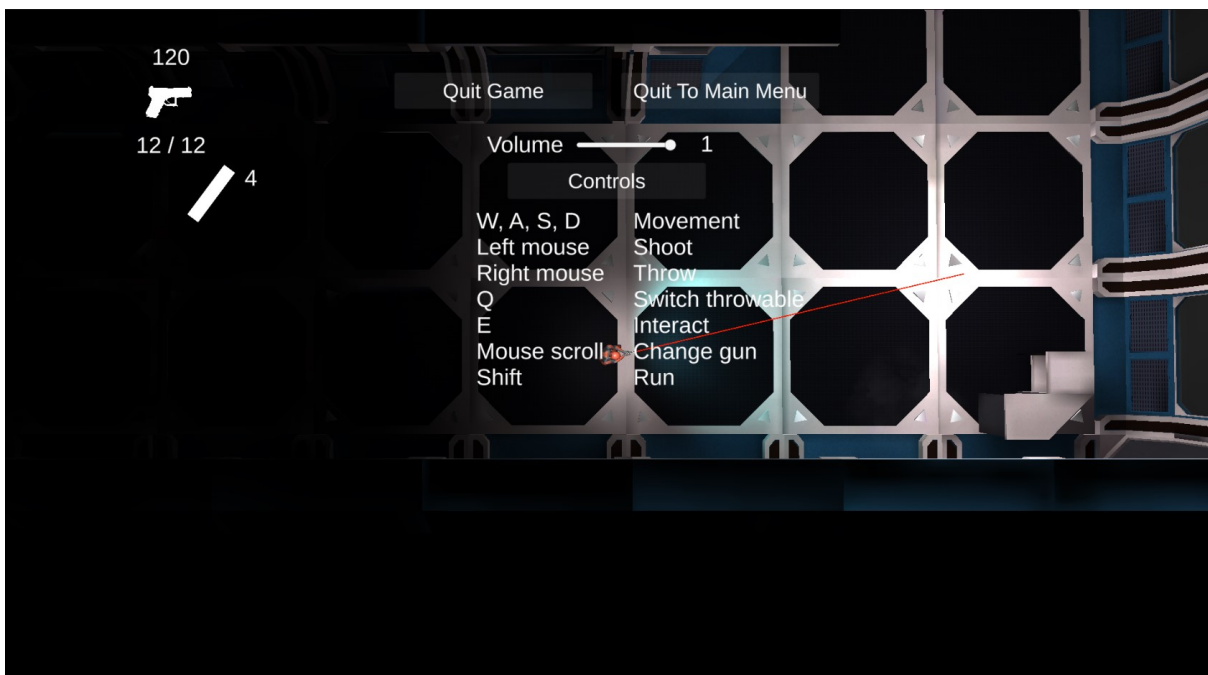 120
12 / 12
4
Quit Game Quit To Main Menu
Volume 1
Controls
W, A, S, D Movement
Left mouse Shoot
Right mouse Throw
Q Switch throwable
E Interact
Mouse scroll Change gun
Shift Run